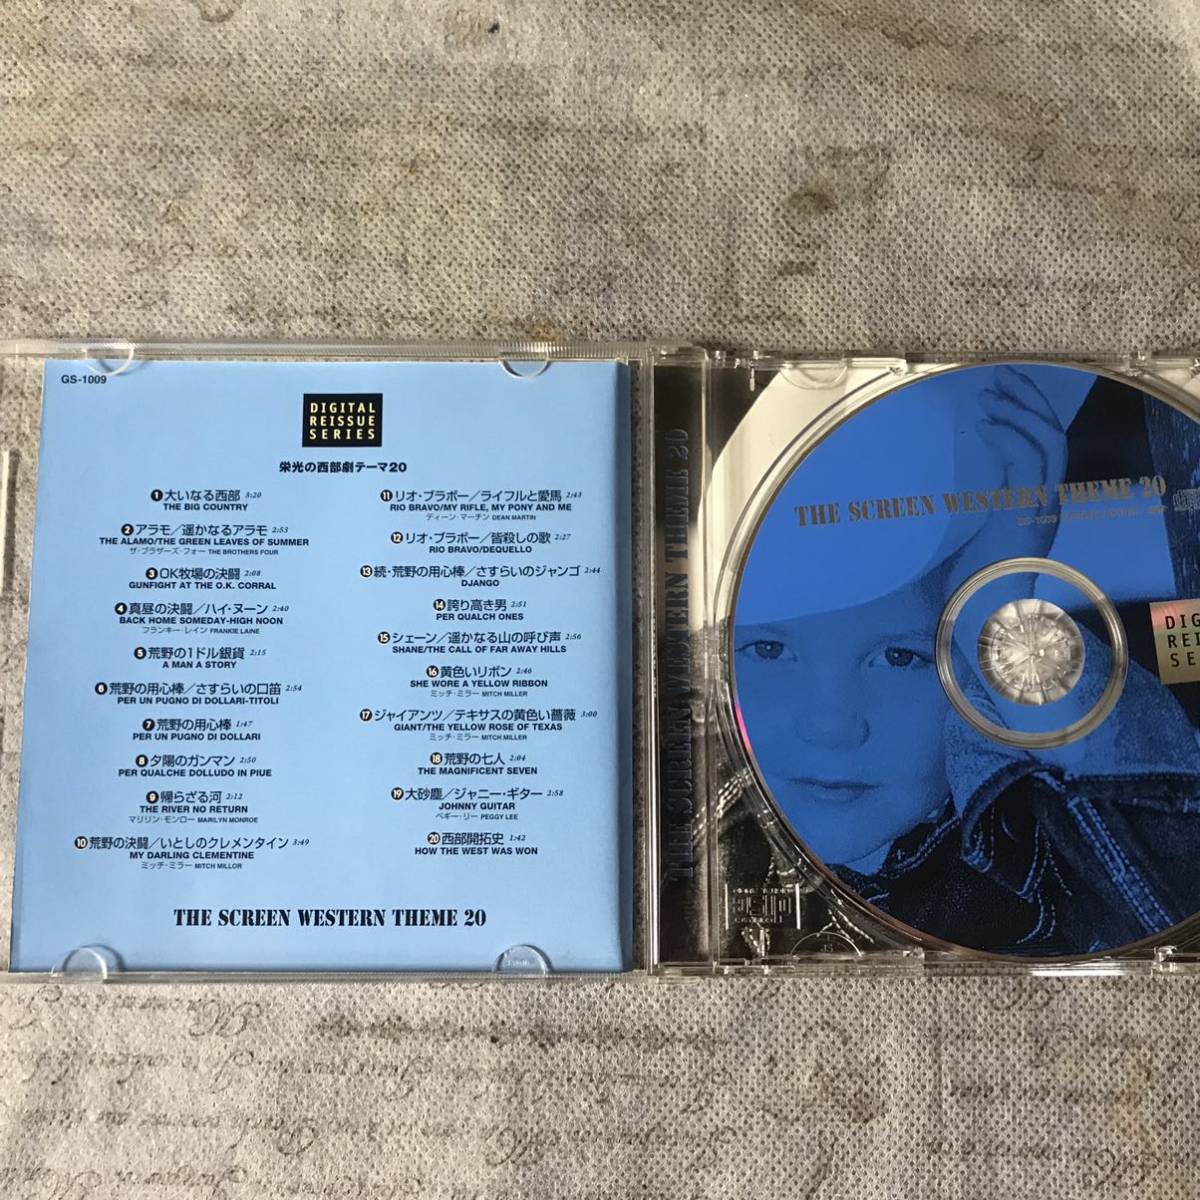 GS-1009
DIGITAL
REISSUE
SERIES
栄光の西部劇テーマ20
❶大いなる西部 3:20
THE BIG COUNTRY
❷アラモ／遥かなるアラモ 2:53
THE ALAMO/THE GREEN LEAVES OF SUMMER
ザ・ブラザーズ・フォー THE BROTHERS FOUR
❸OK牧場の決闘 2:08
GUNFIGHT AT THE O.K. CORRAL
❹真昼の決闘／ハイ・ヌーン 2:40
BACK HOME SOMEDAY-HIGH NOON
フランキー・レイン FRANKIE LAINE
❺荒野の1ドル銀貨 2:15
A MAN A STORY
❻荒野の用心棒／さすらいの口笛 2:54
PER UN PUGNO DI DOLLARI-TITOLI
❼荒野の用心棒 1:47
PER UN PUGNO DI DOLLARI
❽夕陽のガンマン 2:50
PER QUALCHE DOLLUDO IN PIUE
❾帰らざる河 2:12
THE RIVER NO RETURN
マリリン・モンロー MARILYN MONROE
❿荒野の決闘／いとしのクレメンタイン 3:49
MY DARLING CLEMENTINE
ミッチ・ミラー MITCH MILLOR
⓫リオ・ブラボー／ライフルと愛馬 2:43
RIO BRAVO/MY RIFLE, MY PONY AND ME
ディーン・マーチン DEAN MARTIN
⓬リオ・ブラボー／皆殺しの歌 2:27
RIO BRAVO/DEQUELLO
⓭続・荒野の用心棒／さすらいのジャンゴ 2:44
DJANGO
⓮誇り高き男 2:51
PER QUALCH ONES
⓯シェーン／遥かなる山の呼び声 2:56
SHANE/THE CALL OF FAR AWAY HILLS
⓰黄色いリボン 2:46
SHE WORE A YELLOW RIBBON
ミッチ・ミラー MITCH MILLER
⓱ジャイアンツ／テキサスの黄色い薔薇 3:00
GIANT/THE YELLOW ROSE OF TEXAS
ミッチ・ミラー MITCH MILLER
⓲荒野の七人 2:04
THE MAGNIFICENT SEVEN
⓳大砂塵／ジャニー・ギター 2:58
JOHNNY GUITAR
ペギー・リー PEGGY LEE
⓴西部開拓史 1:42
HOW THE WEST WAS WON
THE SCREEN WESTERN THEME 20
THE SCREEN WESTERN THEME 20
THE SCREEN WESTERN THEME 20
DIG
REI
SE